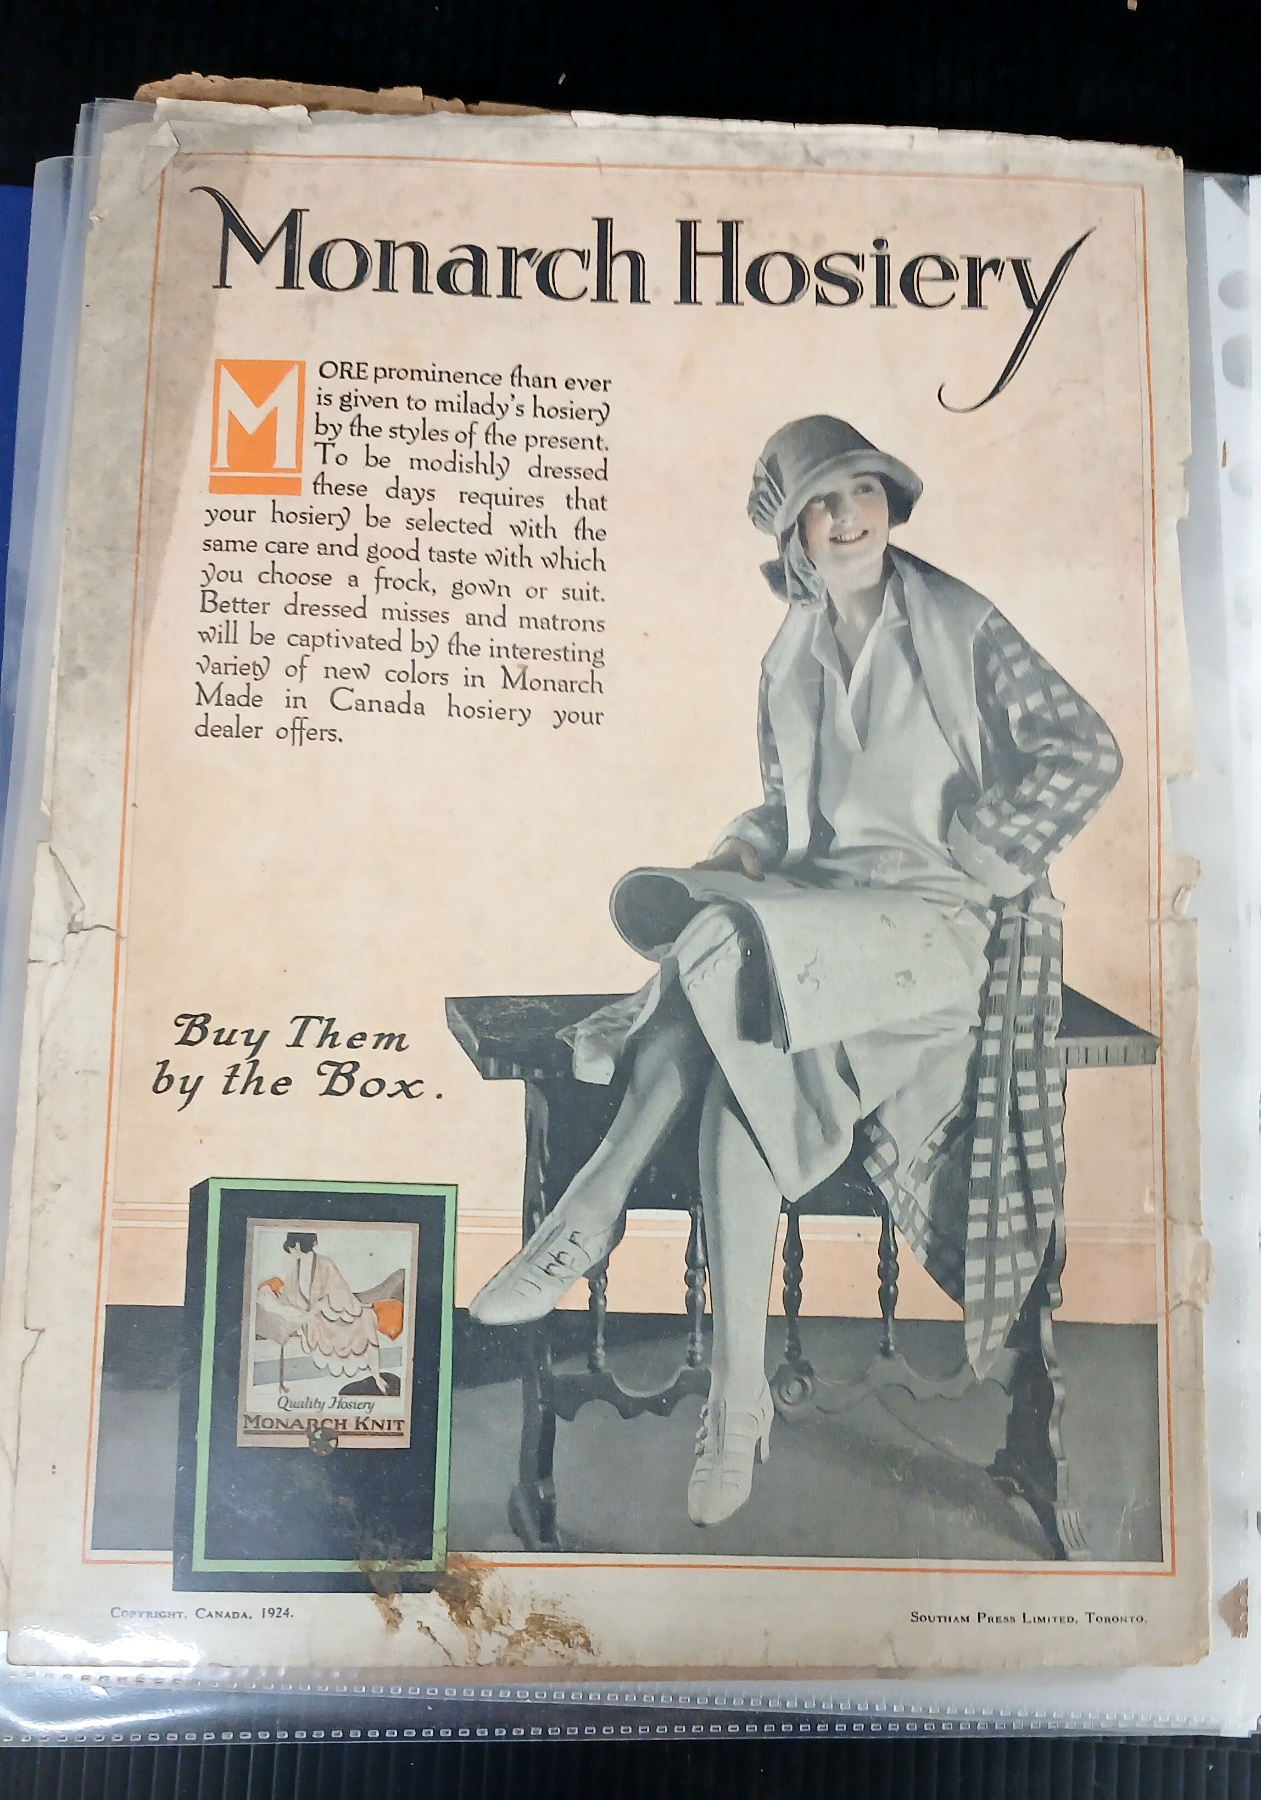 Monarch Hosiery
MORE prominence than ever
is given to milady's hosiery
by the styles of the present.
To be modishly dressed
these days requires that
your hosiery be selected with the
same care and good taste with which
you choose a frock, gown or suit.
Better dressed misses and matrons
will be captivated by the interesting
variety of new colors in Monarch
Made in Canada hosiery your
dealer offers.
Buy Them
by the Box.
Quality Hosiery
MONARCH KNIT
COPYRIGHT, CANADA, 1924.
SOUTHAM PRESS LIMITED, TORONTO.